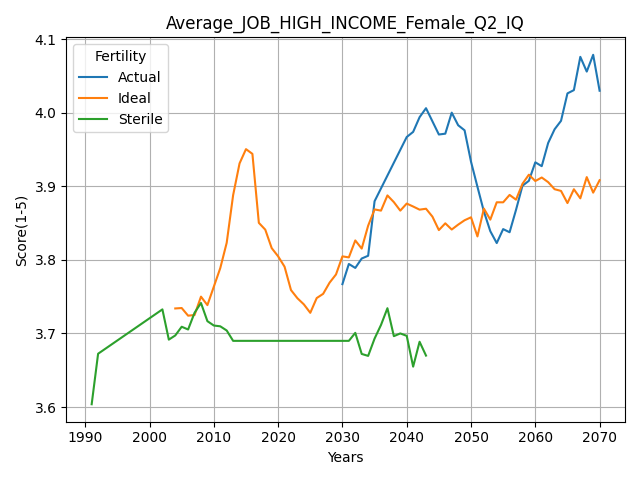 Average_JOB_HIGH_INCOME_Female_Q2_IQ
Fertility
Actual
Ideal
Sterile
Score(1-5)
4.1
4.0
3.9
3.8
3.7
3.6
1990 2000 2010 2020 2030 2040 2050 2060 2070
Years